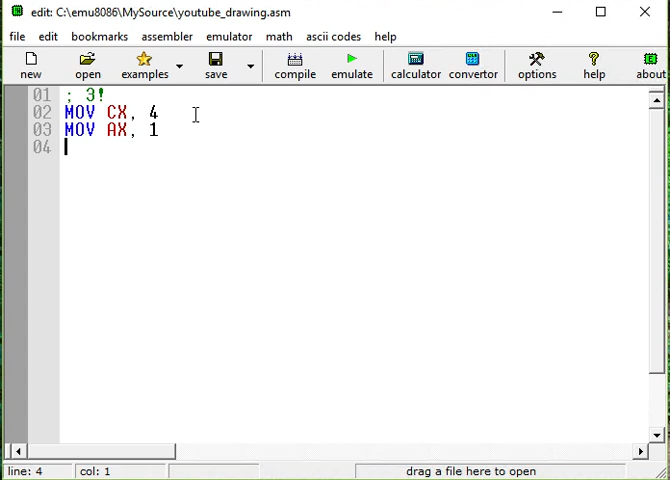 edit: C:\emu8086\MySource\youtube_drawing.asm
file edit bookmarks assembler emulator math ascii codes help
new open examples save compile emulate calculator convertor options help about
01 ; 3!
02 MOV CX, 4
03 MOV AX, 1
04
line: 4 col: 1 drag a file here to open